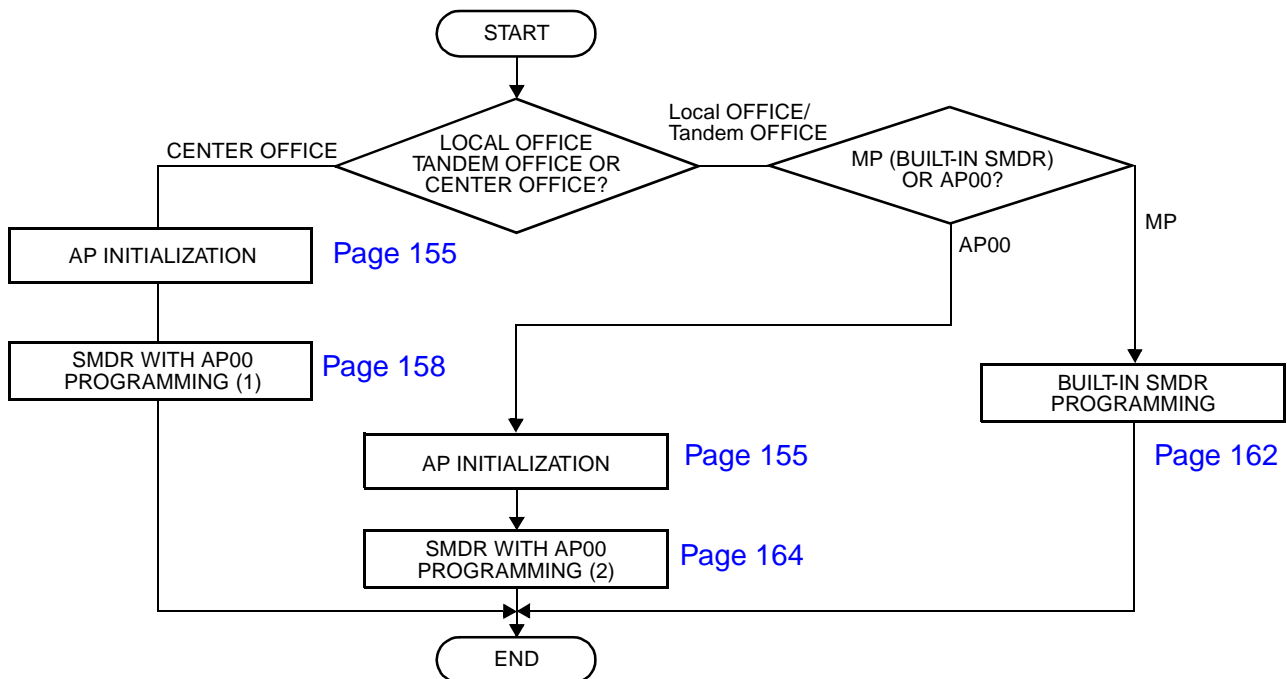 START
LOCAL OFFICE
TANDEM OFFICE OR
CENTER OFFICE?
CENTER OFFICE
Local OFFICE/
Tandem OFFICE
MP (BUILT-IN SMDR)
OR AP00?
MP
AP00
AP INITIALIZATION
Page 155
SMDR WITH AP00
PROGRAMMING (1)
Page 158
BUILT-IN SMDR
PROGRAMMING
Page 162
AP INITIALIZATION
Page 155
SMDR WITH AP00
PROGRAMMING (2)
Page 164
END